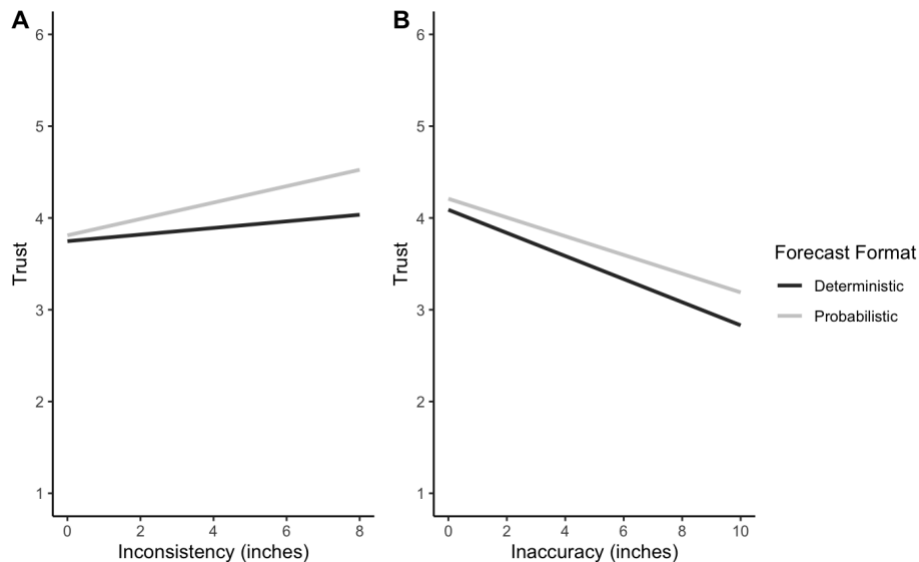 A
6
5
4
3
2
1
Trust
0 2 4 6 8
Inconsistency (inches)
B
6
5
4
3
2
1
Trust
0 2 4 6 8 10
Inaccuracy (inches)
Forecast Format
Deterministic
Probabilistic